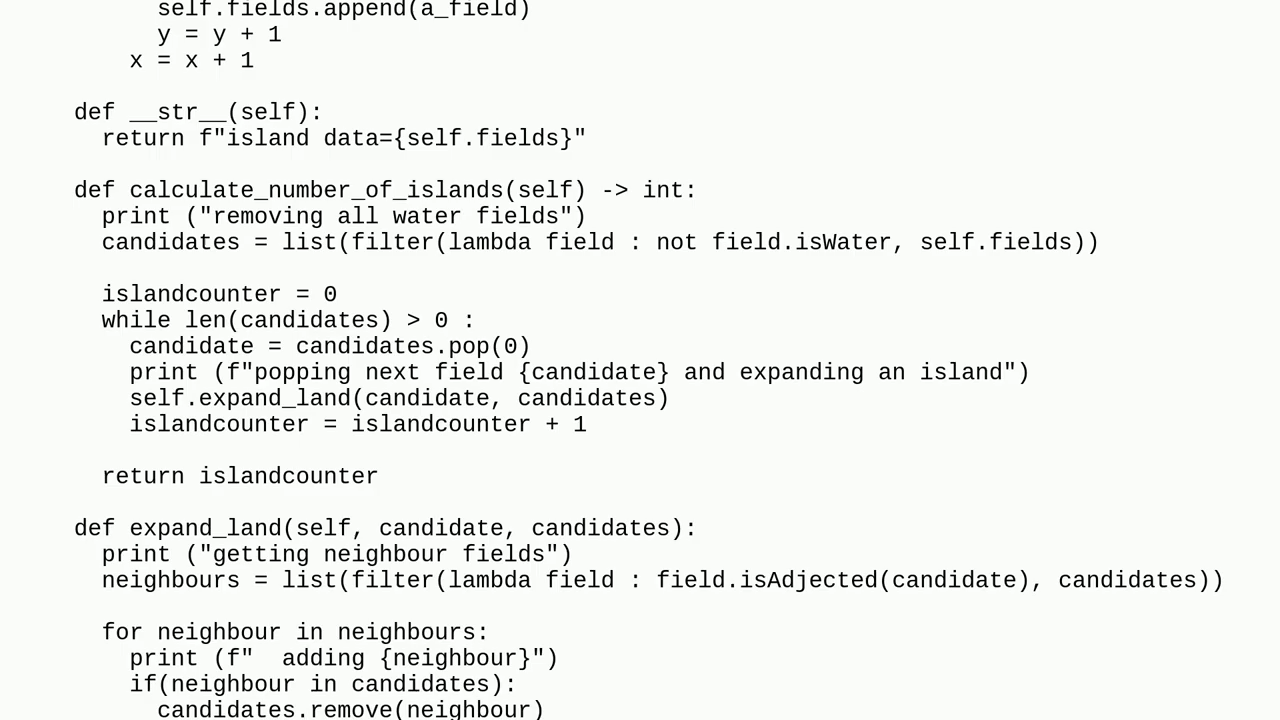 self.fields.append(a_field)
y = y + 1
x = x + 1
def __str__(self):
return f"island data={self.fields}"
def calculate_number_of_islands(self) -> int:
print ("removing all water fields")
candidates = list(filter(lambda field : not field.isWater, self.fields))
islandcounter = 0
while len(candidates) > 0 :
candidate = candidates.pop(0)
print (f"popping next field {candidate} and expanding an island")
self.expand_land(candidate, candidates)
islandcounter = islandcounter + 1
return islandcounter
def expand_land(self, candidate, candidates):
print ("getting neighbour fields")
neighbours = list(filter(lambda field : field.isAdjected(candidate), candidates))
for neighbour in neighbours:
print (f"  adding {neighbour}")
if(neighbour in candidates):
candidates.remove(neighbour)